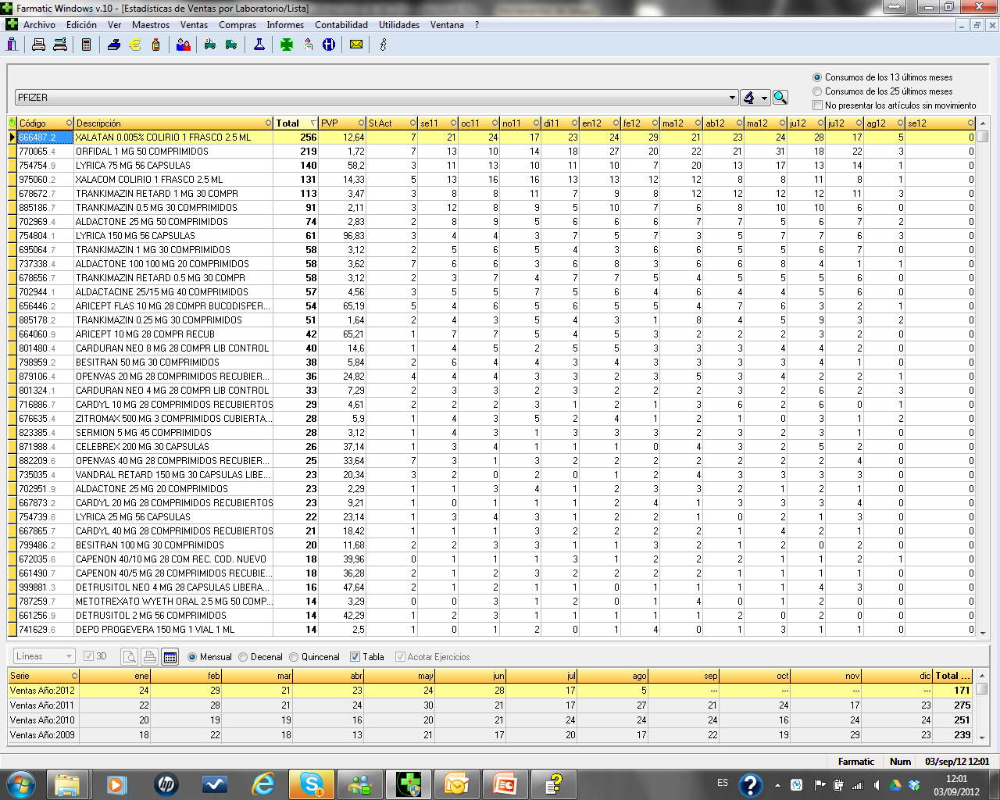 Farmatic Windows v.10 - [Estadísticas de Ventas por Laboratorio/Lista]
Archivo Edición Ver Maestros Ventas Compras Informes Contabilidad Utilidades Ventana ?
Consumos de los 13 últimos meses
Consumos de los 25 últimos meses
No presentar los artículos sin movimiento
PFIZER
Código Descripción Total PVP St.Act se11 oc11 no11 di11 en12 fe12 ma12 ab12 ma12 ju12 ju12 ag12 se12
666487.2 XALATAN 0.005% COLIRIO 1 FRASCO 2.5 ML 256 12,64 7 21 24 17 23 24 29 21 23 24 28 17 5 0
770065.4 ORFIDAL 1 MG 50 COMPRIMIDOS 219 1,72 7 13 10 14 18 27 20 22 21 31 18 22 3 0
754754.9 LYRICA 75 MG 56 CAPSULAS 140 58,2 3 11 13 10 11 10 7 20 13 17 13 14 1 0
975060.2 XALACOM COLIRIO 1 FRASCO 2.5 ML 131 14,33 5 13 16 16 13 13 12 12 8 8 11 8 1 0
678672.7 TRANKIMAZIN RETARD 1 MG 30 COMPR 113 3,47 3 8 8 11 7 9 8 12 12 12 12 11 3 0
885186.7 TRANKIMAZIN 0.5 MG 30 COMPRIMIDOS 91 2,11 3 12 8 9 5 10 7 6 8 10 10 6 0 0
702969.4 ALDACTONE 25 MG 50 COMPRIMIDOS 74 2,83 2 8 9 5 6 6 6 7 7 5 6 7 2 0
754804.1 LYRICA 150 MG 56 CAPSULAS 61 96,83 3 4 4 3 7 5 7 3 5 7 7 6 3 0
695064.7 TRANKIMAZIN 1 MG 30 COMPRIMIDOS 58 3,12 2 5 6 5 4 3 6 6 5 5 6 7 0 0
737338.4 ALDACTONE 100 100 MG 20 COMPRIMIDOS 58 3,62 7 6 6 3 6 8 3 6 6 8 4 1 1 0
678656.7 TRANKIMAZIN RETARD 0.5 MG 30 COMPR 58 3,12 2 3 7 4 7 7 5 4 5 5 5 6 0 0
702944.1 ALDACTACINE 25/15 MG 40 COMPRIMIDOS 57 4,56 3 5 5 7 5 6 4 6 4 4 5 6 0 0
656446.2 ARICEPT FLAS 10 MG 28 COMPR BUCODISPER... 54 65,19 5 4 6 5 6 5 5 4 7 6 3 2 1 0
885178.2 TRANKIMAZIN 0.25 MG 30 COMPRIMIDOS 51 1,64 2 4 3 5 4 3 1 8 4 5 9 3 2 0
664060.9 ARICEPT 10 MG 28 COMPR RECUB 42 65,21 1 7 7 5 4 5 3 2 2 2 3 2 0 0
801480.4 CARDURAN NEO 8 MG 28 COMPR LIB CONTROL 40 14,6 1 4 5 2 5 5 3 3 3 4 4 2 0 0
798959.2 BESITRAN 50 MG 30 COMPRIMIDOS 38 5,84 2 6 4 4 3 4 3 3 3 3 4 1 0 0
879106.4 OPENVAS 20 MG 28 COMPRIMIDOS RECUBIER... 36 24,82 4 4 4 3 3 2 2 5 3 4 2 2 1 0
801324.1 CARDURAN NEO 4 MG 28 COMPR LIB CONTROL 33 7,29 2 3 2 2 3 2 2 3 2 2 6 2 3 0
716886.7 CARDYL 10 MG 28 COMPRIMIDOS RECUBIERTOS 29 4,61 2 2 2 3 1 2 1 3 6 2 6 0 1 0
676635.4 ZITROMAX 500 MG 3 COMPRIMIDOS CUBIERTA... 28 5,9 1 4 3 5 2 4 1 2 1 0 3 1 2 0
823385.4 SERMION 5 MG 45 COMPRIMIDOS 28 3,12 1 4 3 1 3 3 3 2 3 2 3 1 0 0
871988.4 CELEBREX 200 MG 30 CAPSULAS 26 37,14 1 3 4 1 1 1 0 4 3 2 5 2 0 0
882209.6 OPENVAS 40 MG 28 COMPRIMIDOS RECUBIER... 25 33,64 7 3 1 3 2 2 2 2 2 2 2 4 0 0
735035.4 VANDRAL RETARD 150 MG 30 CAPSULAS LIBE... 23 20,34 3 2 0 2 0 1 2 4 3 3 3 3 0 0
702951.9 ALDACTONE 25 MG 20 COMPRIMIDOS 23 2,29 1 1 3 4 1 2 3 3 2 1 2 1 0 0
667873.2 CARDYL 20 MG 28 COMPRIMIDOS RECUBIERTOS 23 9,21 1 0 1 1 1 2 4 1 3 3 3 4 0 0
754739.6 LYRICA 25 MG 56 CAPSULAS 22 23,14 1 3 4 3 1 2 2 1 0 2 1 3 0 0
667865.7 CARDYL 40 MG 28 COMPRIMIDOS RECUBIERTOS 21 18,42 1 1 1 3 2 2 2 2 1 4 2 1 0 0
799486.2 BESITRAN 100 MG 30 COMPRIMIDOS 20 11,68 2 2 3 3 1 1 3 2 1 2 0 2 0 0
672035.6 CAPENON 40/10 MG 28 COM REC. COD. NUEVO 18 39,96 0 1 1 1 3 1 2 2 2 1 1 2 1 0
661490.7 CAPENON 40/5 MG 28 COMPRIMIDOS RECUBIE... 18 36,28 2 1 2 3 2 2 2 2 1 1 1 1 0 0
999881.3 DETRUSITOL NEO 4 MG 28 CAPSULAS LIBERA... 16 47,64 2 1 2 1 1 0 1 1 1 1 4 3 0 0
787259.7 METOTREXATO WYETH ORAL 2.5 MG 50 COMP... 14 3,29 0 0 3 1 2 0 1 4 0 1 2 0 0 0
661256.9 DETRUSITOL 2 MG 56 COMPRIMIDOS 14 42,29 1 2 3 1 1 1 1 1 2 0 2 0 0 0
741629.6 DEPO PROGEVERA 150 MG 1 VIAL 1 ML 14 2,5 1 0 1 2 0 1 4 0 1 3 1 1 0 0
Líneas 3D Mensual Decenal Quincenal Tabla Acotar Ejercicios
Serie ene feb mar abr may jun jul ago sep oct nov dic Total ...
Ventas Año:2012 24 29 21 23 24 28 17 5 --- --- --- --- 171
Ventas Año:2011 22 28 21 24 30 21 17 27 21 24 17 23 275
Ventas Año:2010 20 19 19 16 20 21 24 24 24 16 24 24 251
Ventas Año:2009 18 22 18 13 21 17 20 17 22 19 29 23 239
Farmatic Num 03/sep/12 12:01
ES 12:01
03/09/2012